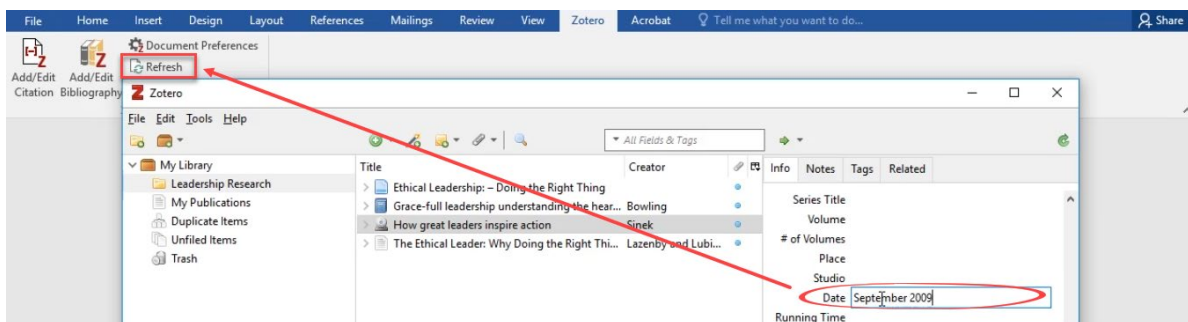 File Home Insert Design Layout References Mailings Review View Zotero Acrobat Tell me what you want to do... Share
Document Preferences
Refresh
Add/Edit Add/Edit
Citation Bibliography
Zotero
File Edit Tools Help
All Fields & Tags
My Library
Leadership Research
My Publications
Duplicate Items
Unfiled Items
Trash
Title Creator
Ethical Leadership: – Doing the Right Thing
Grace-full leadership understanding the hear... Bowling
How great leaders inspire action Sinek
The Ethical Leader: Why Doing the Right Thi... Lazenby and Lubi...
Info Notes Tags Related
Series Title
Volume
# of Volumes
Place
Studio
Date September 2009
Running Time